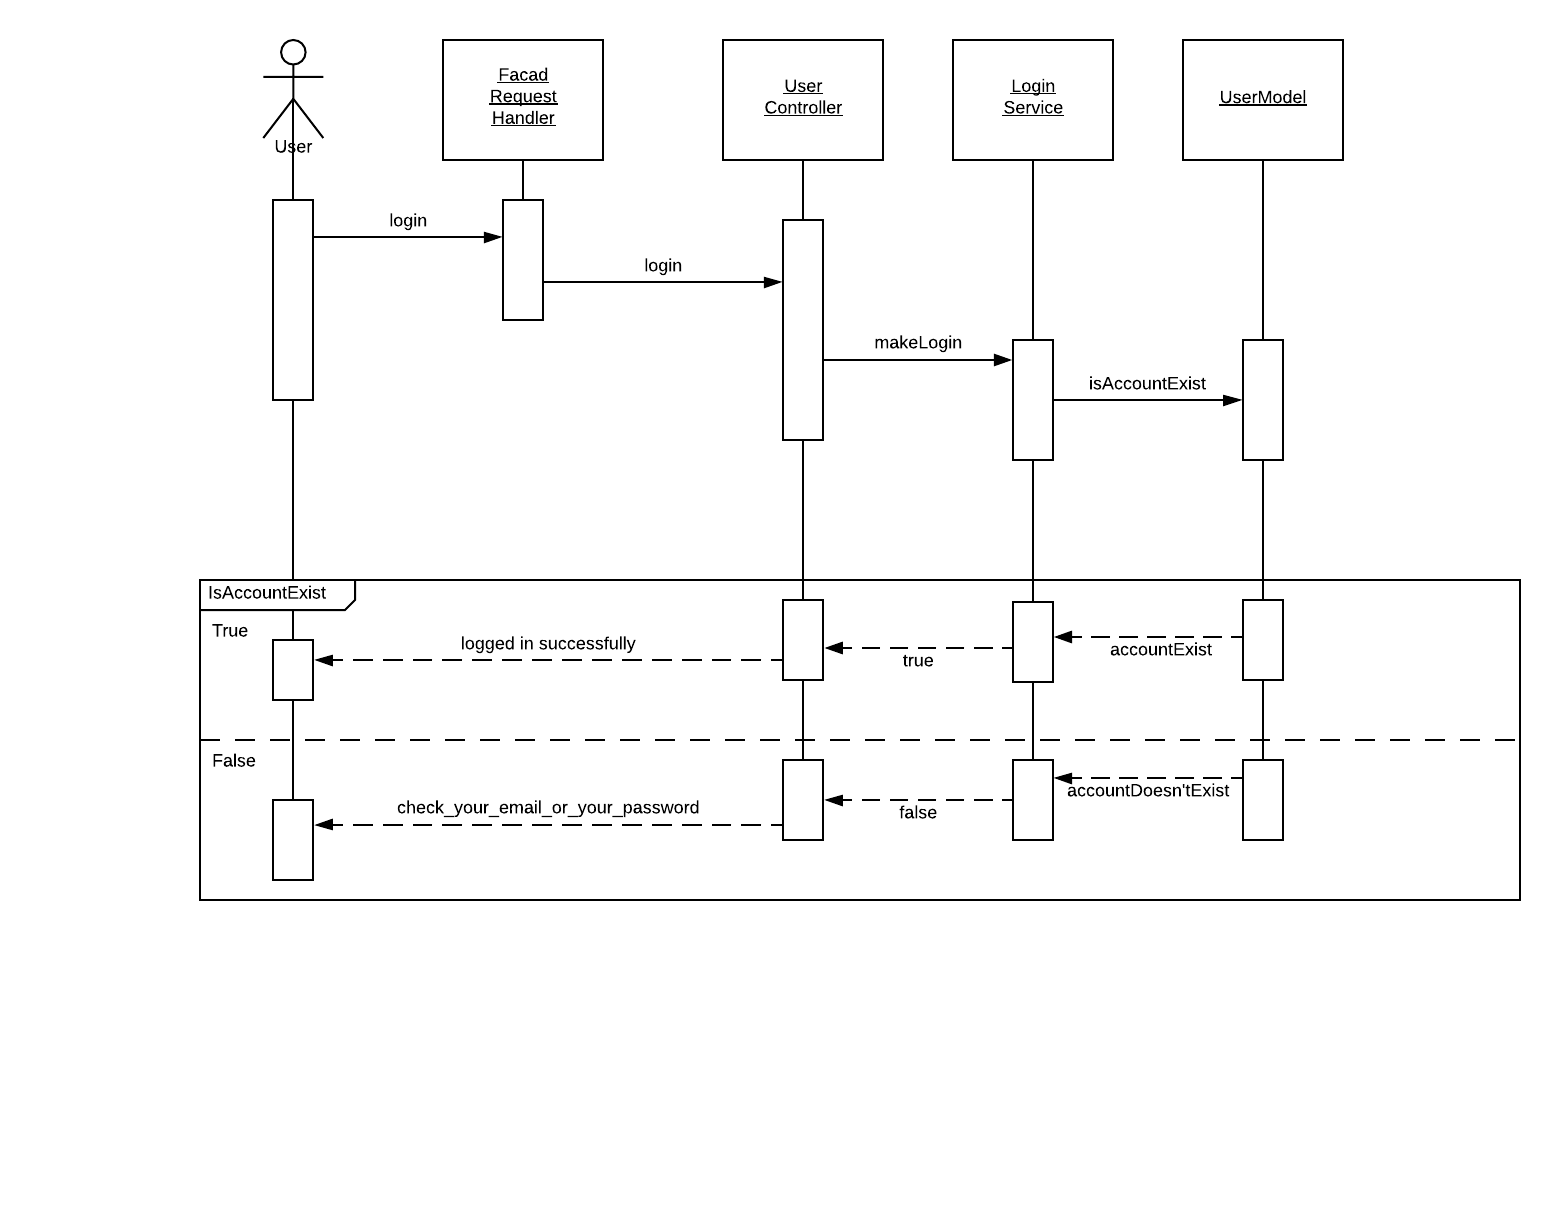 User
Facad
Request
Handler
User
Controller
Login
Service
UserModel
login
login
makeLogin
isAccountExist
IsAccountExist
True
logged in successfully
true
accountExist
False
check_your_email_or_your_password
false
accountDoesn'tExist